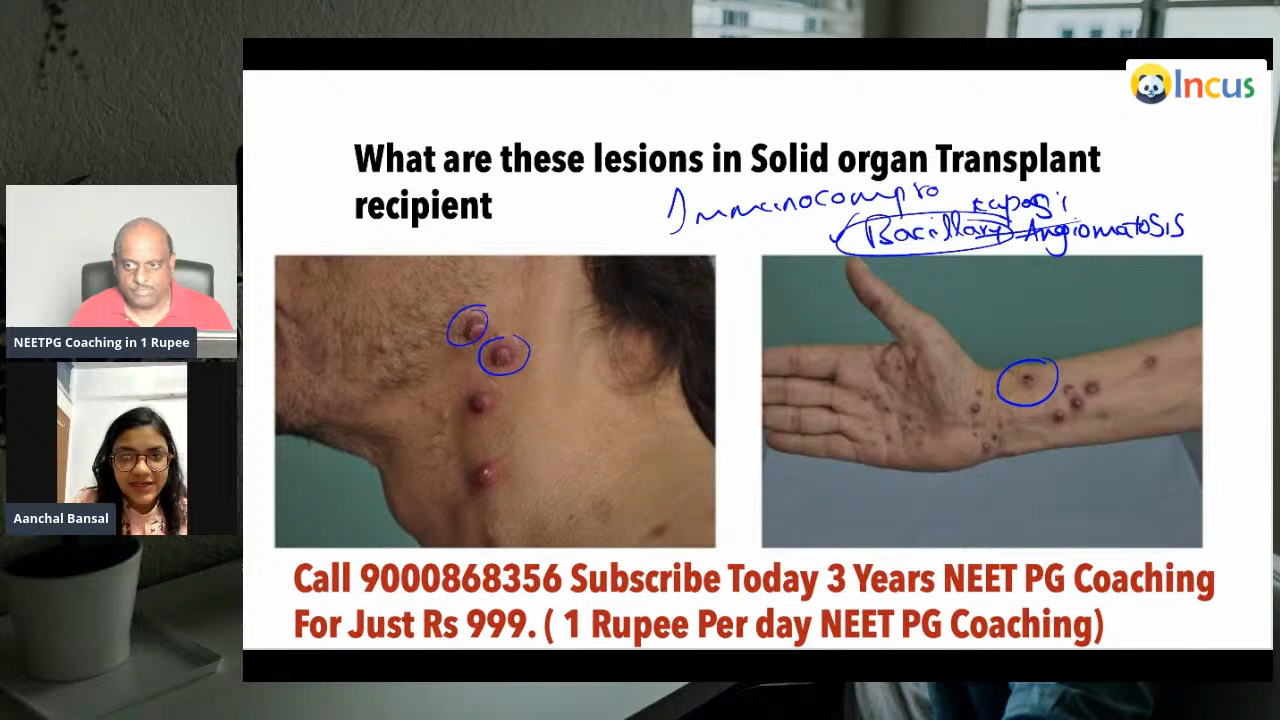 Incus
What are these lesions in Solid organ Transplant
recipient
Immunocompro
Kaposi
Bacillary Angiomatosis
NEETPG Coaching in 1 Rupee
Aanchal Bansal
Call 9000868356 Subscribe Today 3 Years NEET PG Coaching
For Just Rs 999. ( 1 Rupee Per day NEET PG Coaching)